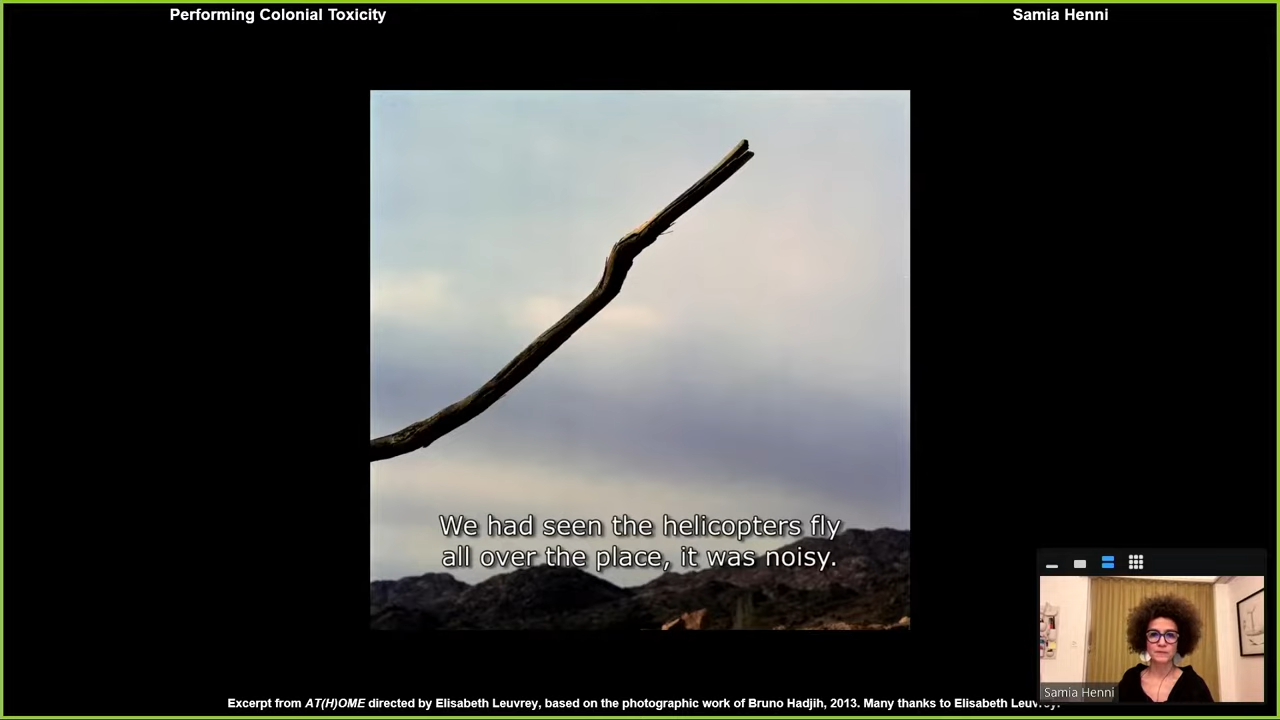 Performing Colonial Toxicity
Samia Henni
We had seen the helicopters fly
all over the place, it was noisy.
Samia Henni
Excerpt from AT(H)OME directed by Elisabeth Leuvrey, based on the photographic work of Bruno Hadjih, 2013. Many thanks to Elisabeth Leuvrey.